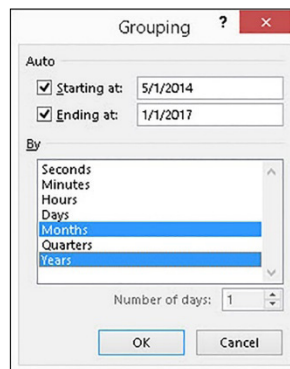 Grouping ? ×
Auto
Starting at: 5/1/2014
Ending at: 1/1/2017
By
Seconds
Minutes
Hours
Days
Months
Quarters
Years
Number of days: 1
OK Cancel